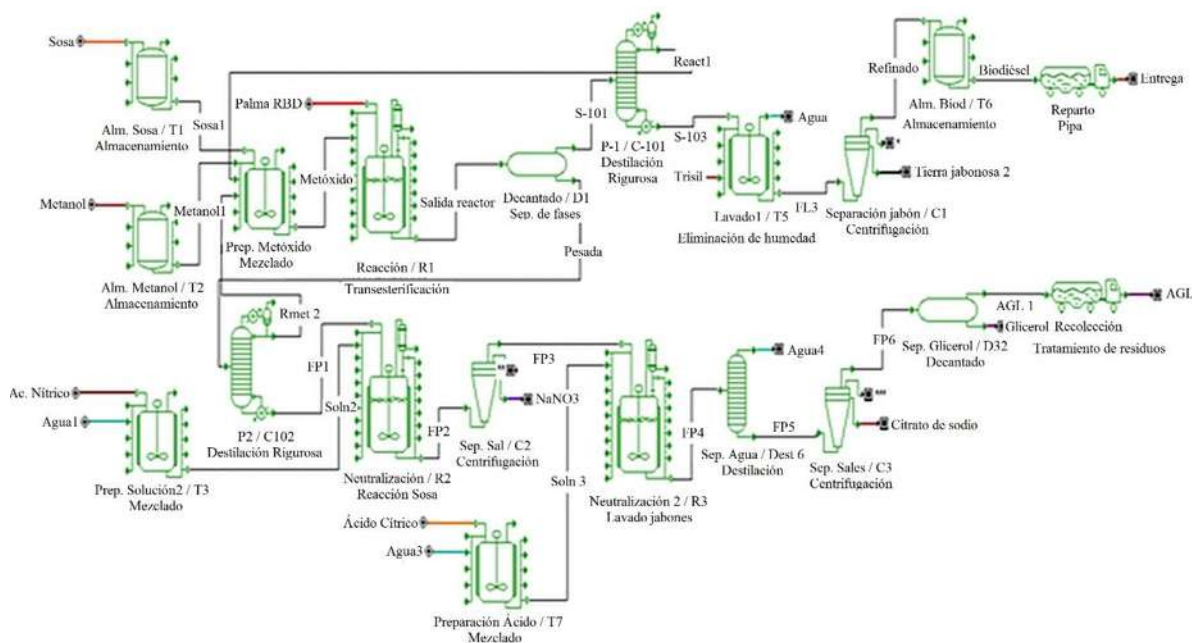 Sosa
Alm. Sosa / T1
Almacenamiento
Sosa1
Metanol
Alm. Metanol / T2
Almacenamiento
Metanol1
Prep. Metóxido
Mezclado
Palma RBD
Metóxido
Reacción / R1
Transesterificación
Salida reactor
Decantado / D1
Sep. de fases
Pesada
S-101
React1
P-1 / C-101
Destilación
Rigurosa
S-103
Agua
Trisil
Lavado1 / T5
Eliminación de humedad
FL3
Refinado
Tierra jabonosa 2
Separación jabón / C1
Centrifugación
Alm. Biod / T6
Almacenamiento
Biodiésel
Entrega
Reparto
Pipa
Rmet 2
P2 / C102
Destilación Rigurosa
FP1
Ac. Nítrico
Agua1
Prep. Solución2 / T3
Mezclado
Soln2
Neutralización / R2
Reacción Sosa
FP2
FP3
NaNO3
Sep. Sal / C2
Centrifugación
Ácido Cítrico
Agua3
Preparación Ácido / T7
Mezclado
Soln 3
Neutralización 2 / R3
Lavado jabones
FP4
Agua4
Sep. Agua / Dest 6
Destilación
FP5
Citrato de sodio
Sep. Sales / C3
Centrifugación
FP6
Glicerol
Sep. Glicerol / D32
Decantado
AGL 1
AGL
Recolección
Tratamiento de residuos